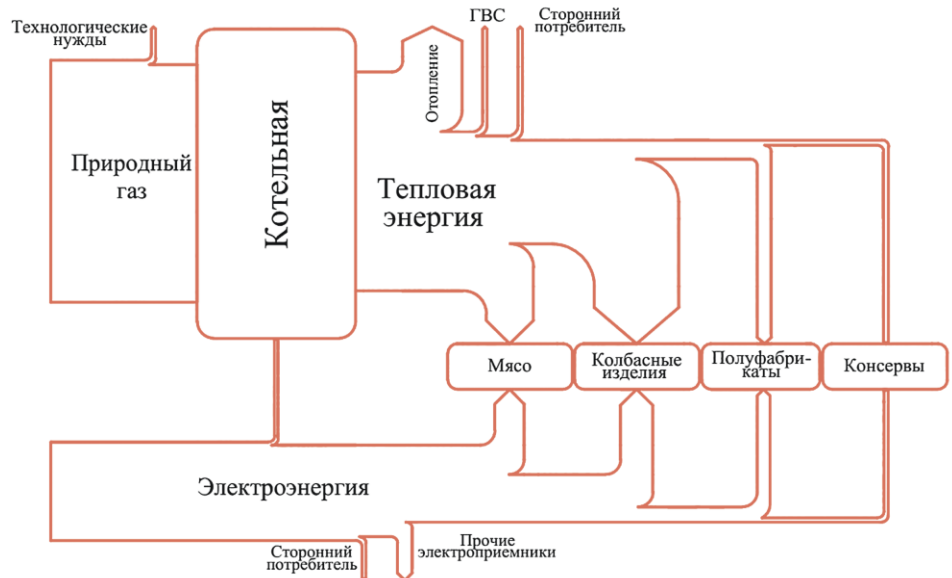 Технологические
нужды
ГВС
Сторонний
потребитель
Отопление
Котельная
Природный
газ
Тепловая
энергия
Мясо
Колбасные
изделия
Полуфабри-
каты
Консервы
Электроэнергия
Сторонний
потребитель
Прочие
электроприемники